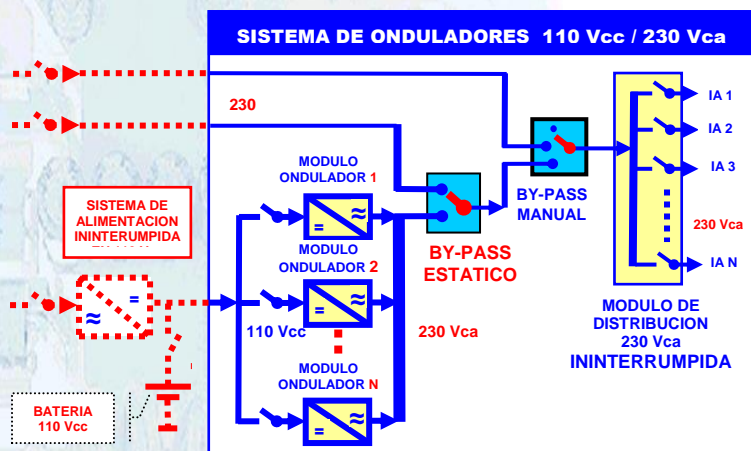 SISTEMA DE ONDULADORES 110 Vcc / 230 Vca
230
MODULO
ONDULADOR 1
SISTEMA DE
ALIMENTACION
ININTERUMPIDA
MODULO
ONDULADOR 2
110 Vcc
230 Vca
MODULO
ONDULADOR N
BATERIA
110 Vcc
BY-PASS
ESTATICO
BY-PASS
MANUAL
IA 1
IA 2
IA 3
230 Vca
IA N
MODULO DE
DISTRIBUCION
230 Vca
ININTERRUMPIDA